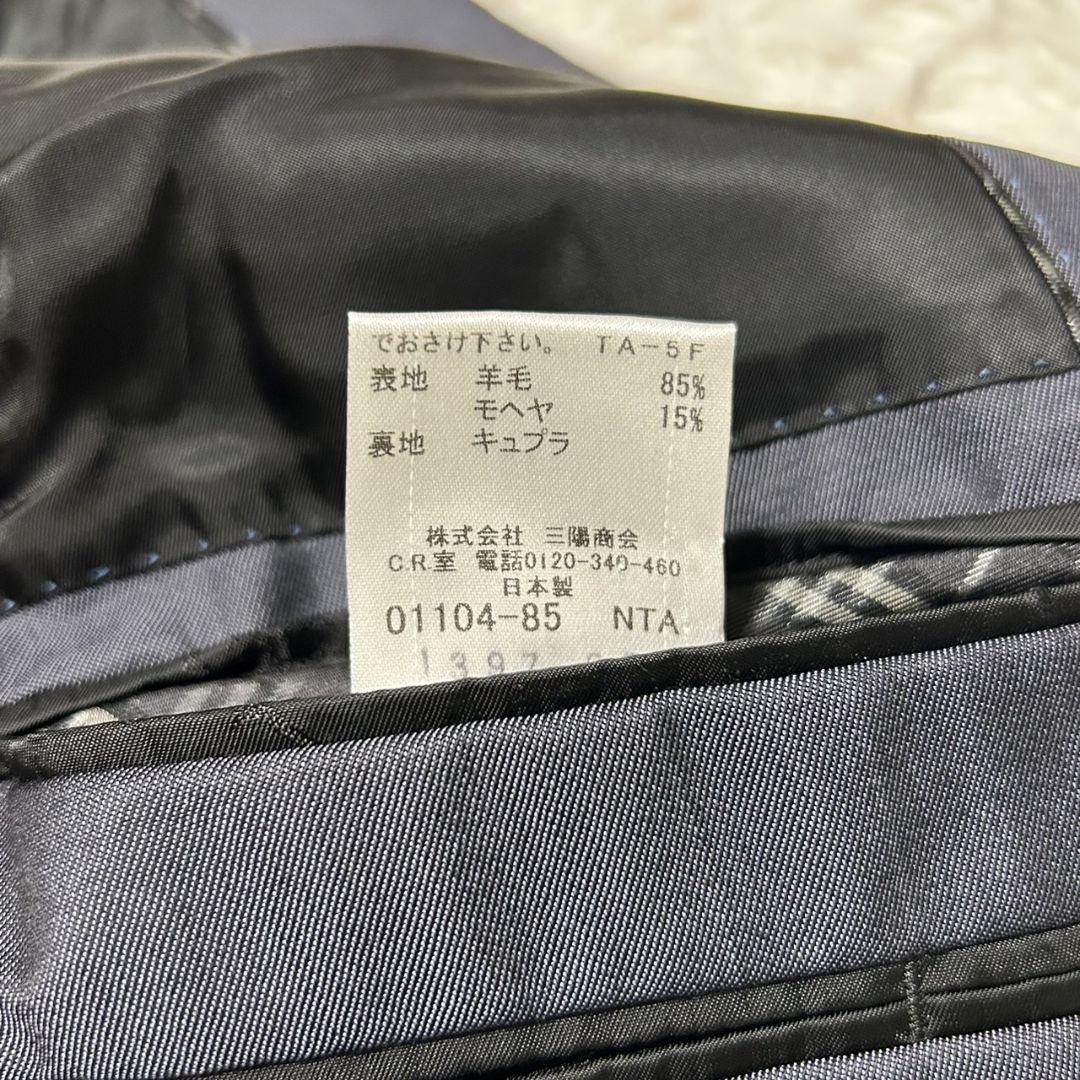 でおさけ下さい。 TA-5F
表地 羊毛 85%
モヘヤ 15%
裏地 キュプラ
株式会社 三陽商会
C.R.室 電話0120-340-460
日本製
01104-85 NTA
1397